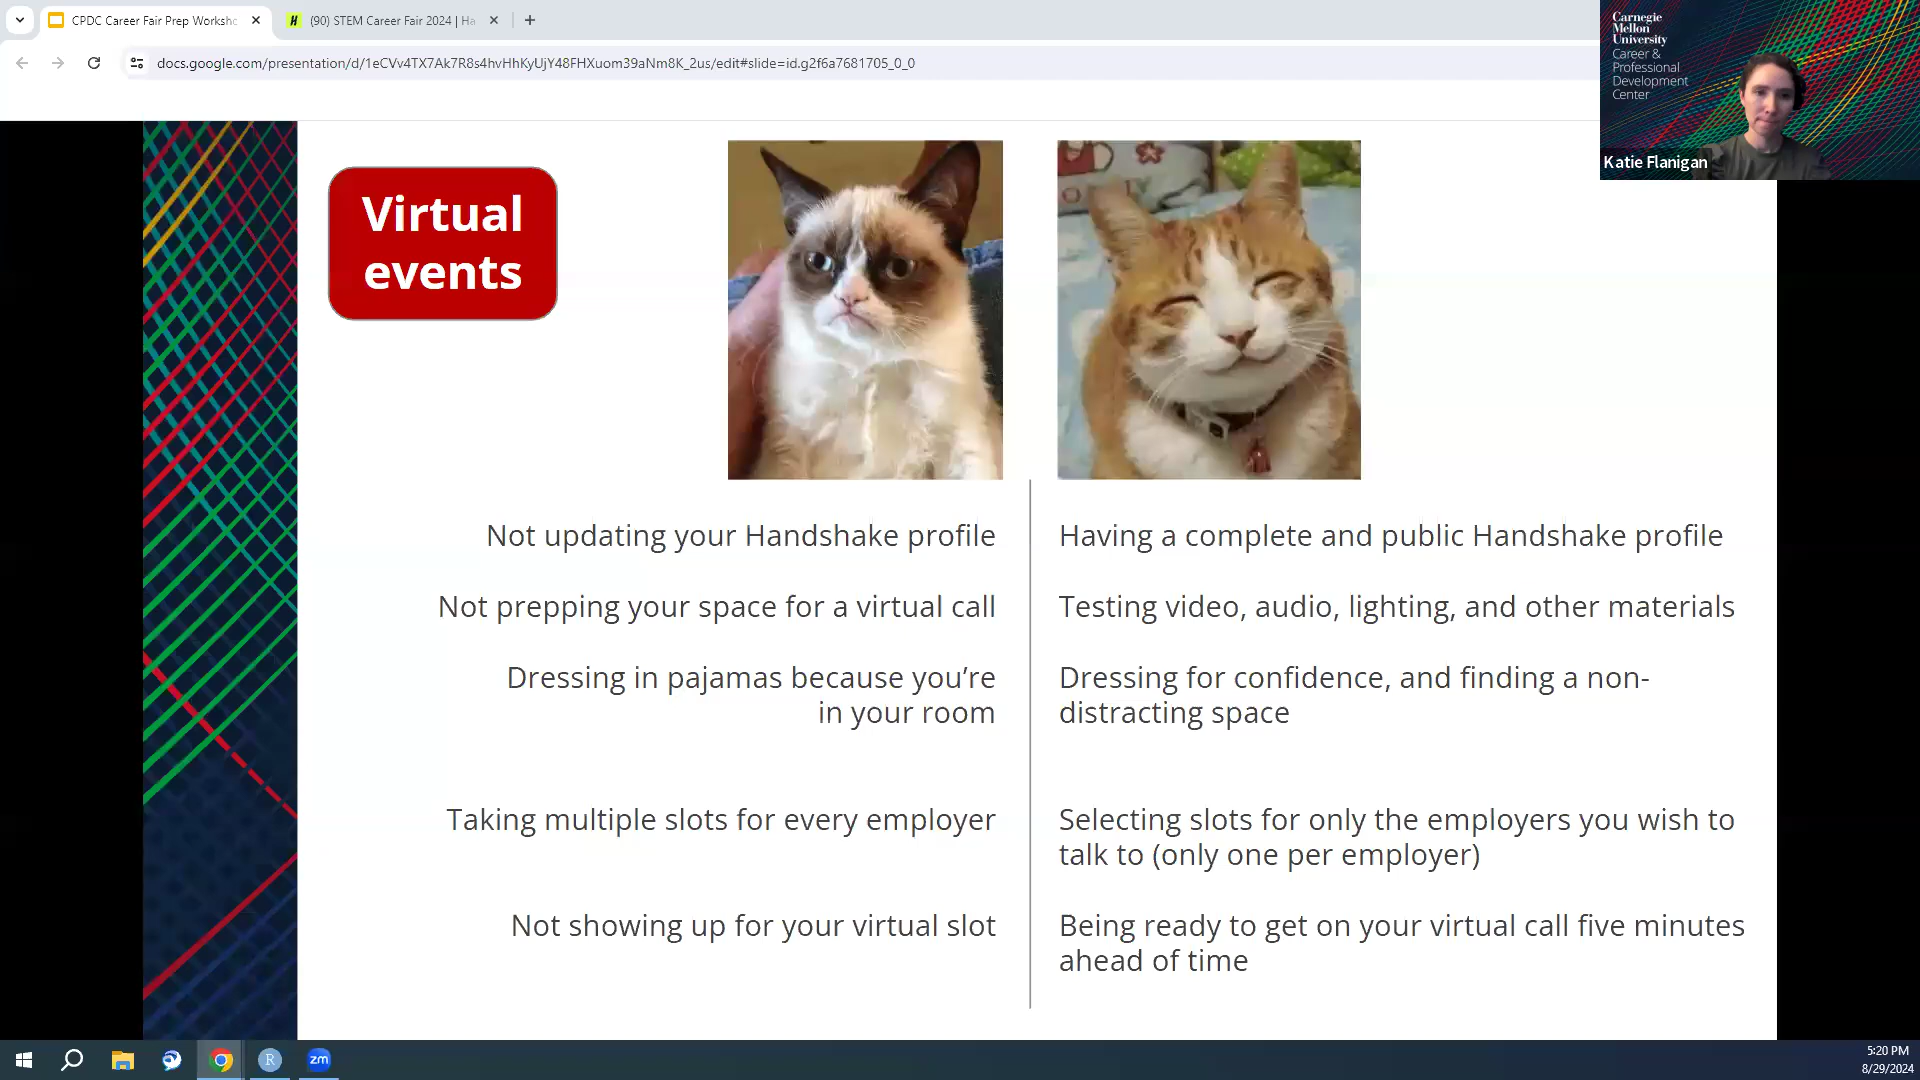 CPDC Career Fair Prep Worksho
(90) STEM Career Fair 2024 | Ha
docs.google.com/presentation/d/1eCVv4TX7Ak7R8s4hvHhKyUjY48FHXuom39aNm8K_2us/edit#slide=id.g2f6a7681705_0_0
Carnegie
Mellon
University
Career &
Professional
Development
Center
Katie Flanigan
Virtual
events
Not updating your Handshake profile
Having a complete and public Handshake profile
Not prepping your space for a virtual call
Testing video, audio, lighting, and other materials
Dressing in pajamas because you’re
in your room
Dressing for confidence, and finding a non-
distracting space
Taking multiple slots for every employer
Selecting slots for only the employers you wish to
talk to (only one per employer)
Not showing up for your virtual slot
Being ready to get on your virtual call five minutes
ahead of time
R
zm
5:20 PM
8/29/2024